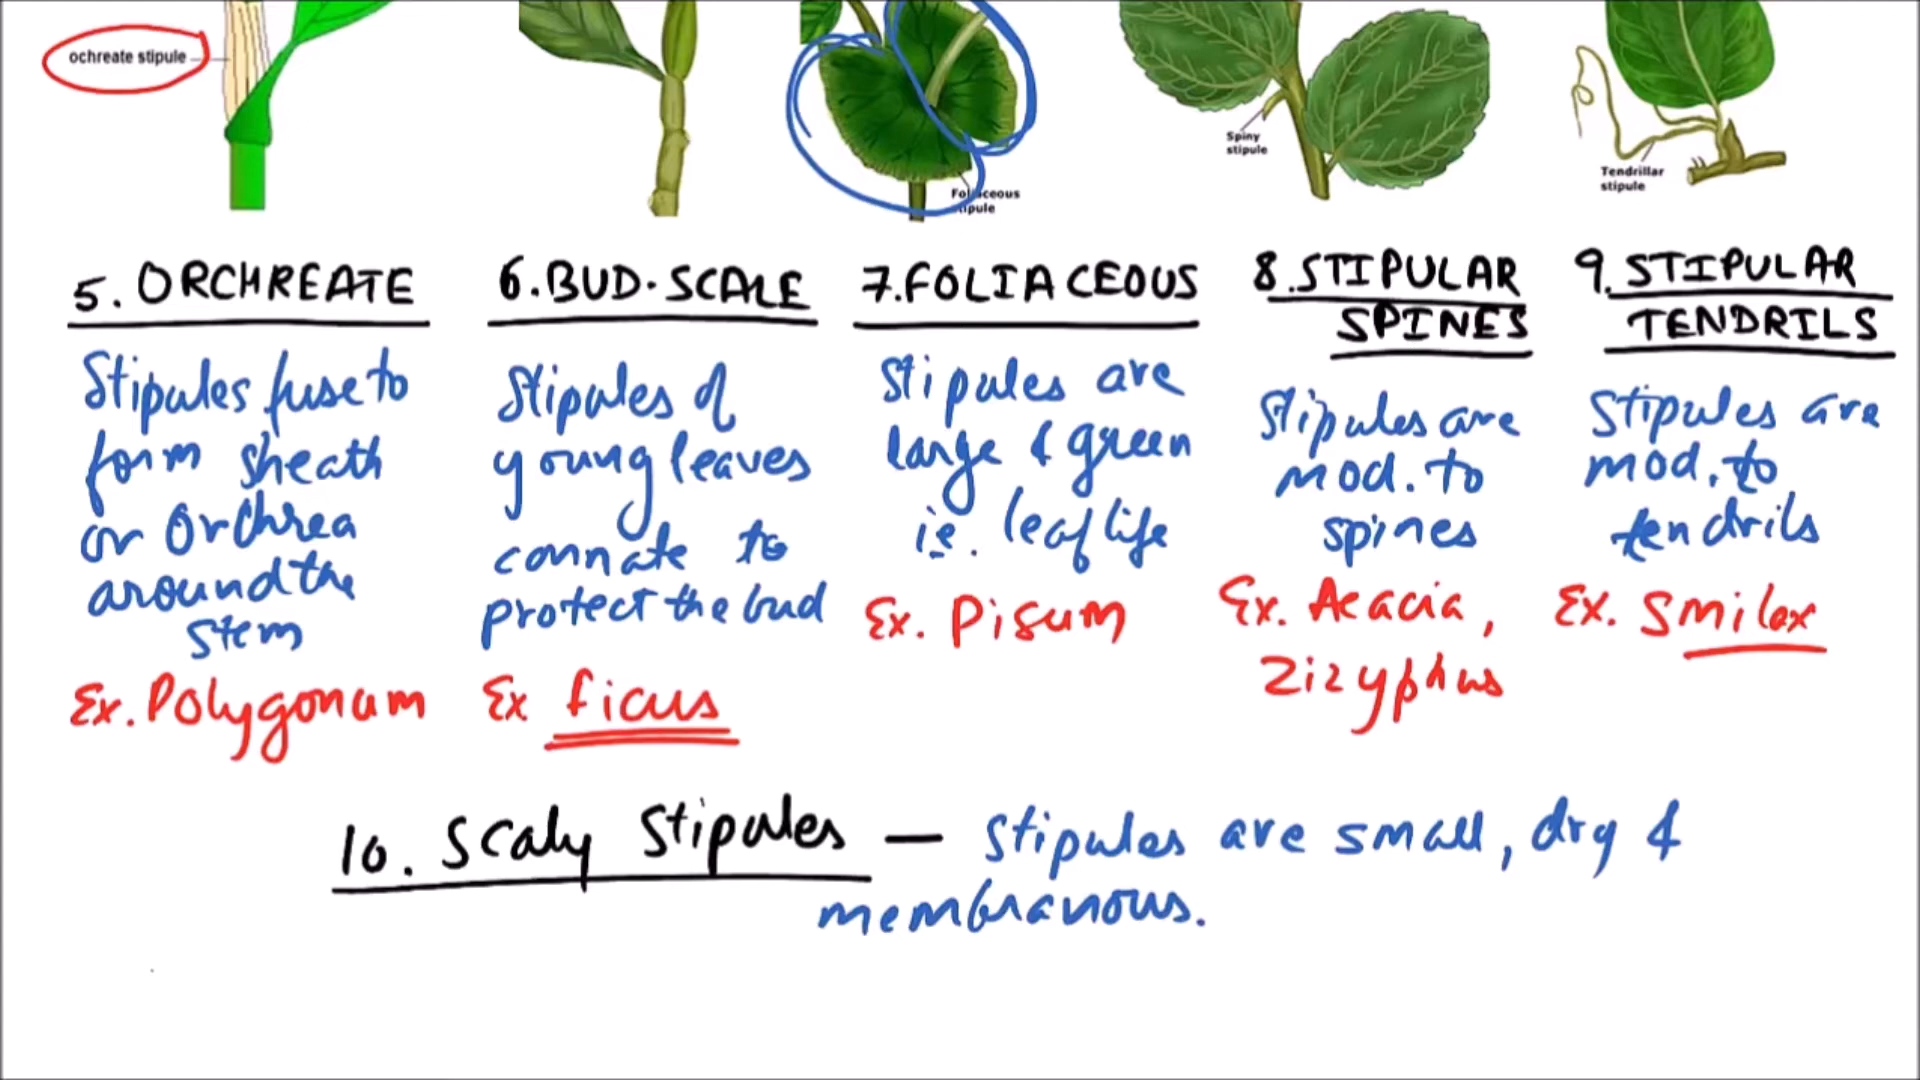 ochreate stipule
Foliaceous
stipule
Spiny
stipule
Tendrillar
stipule
5. ORCHREATE
Stipules fuse to
form sheath
or Orchrea
around the
stem
Ex. Polygonum
6. BUD-SCALE
Stipules of
young leaves
connate to
protect the bud
Ex ficus
7. FOLIACEOUS
Stipules are
large & green
i.e. leaf life
Ex. Pisum
8. STIPULAR
SPINES
Stipules are
mod. to
spines
Ex. Acacia,
Zizyphus
9. STIPULAR
TENDRILS
Stipules are
mod. to
tendrils
Ex. Smilax
10. Scaly Stipules — Stipules are small, dry &
membranous.